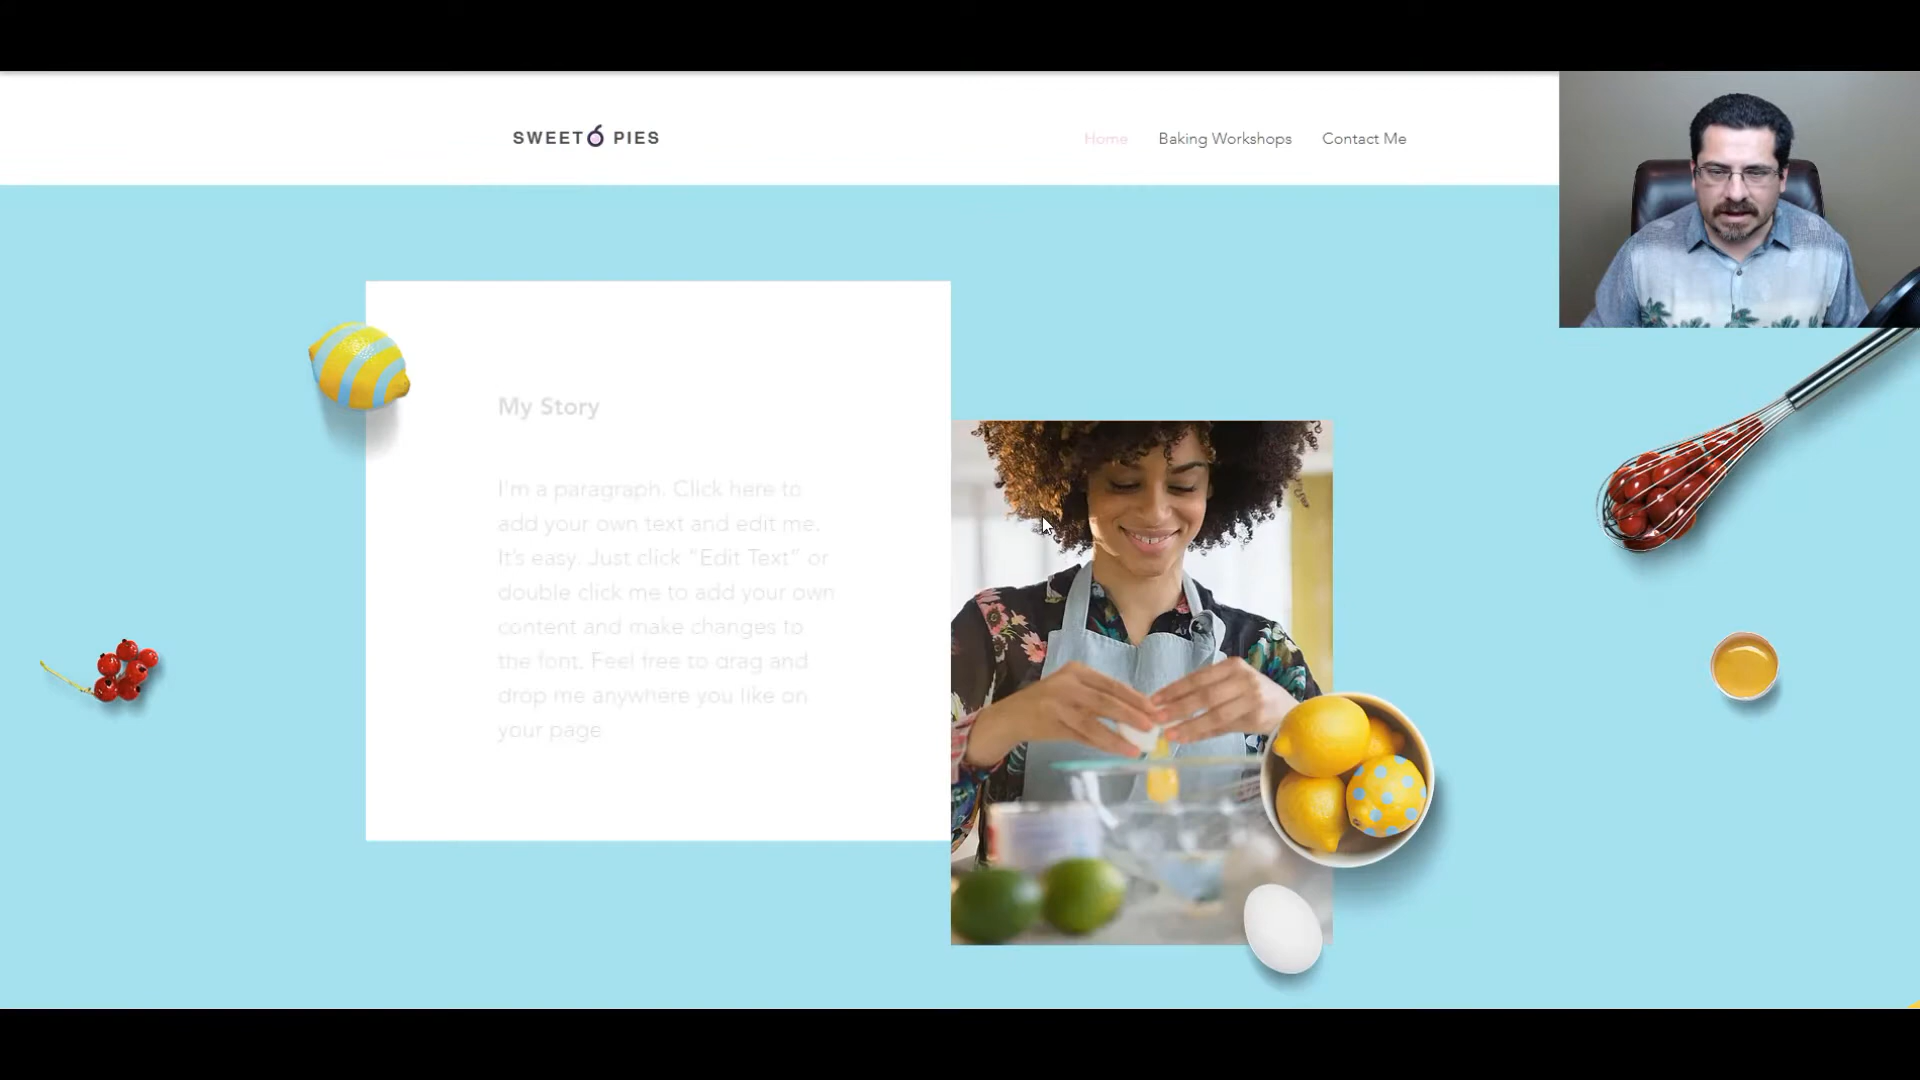 SWEET PIES
Home
Baking Workshops
Contact Me
My Story
I'm a paragraph. Click here to
add your own text and edit me.
It's easy. Just click “Edit Text” or
double click me to add your own
content and make changes to
the font. Feel free to drag and
drop me anywhere you like on
your page